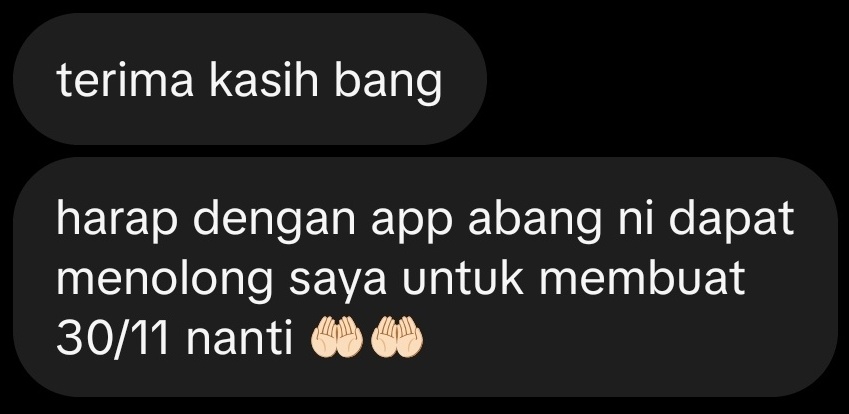 terima kasih bang
harap dengan app abang ni dapat
menolong saya untuk membuat
30/11 nanti 🤲🏻🤲🏻